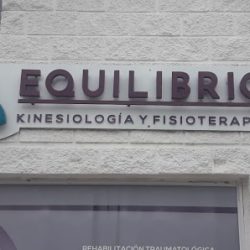 EQUILIBRIO
KINESIOLOGÍA Y FISIOTERAP
REHABILITACIÓN TRAUMATOLÓGICA